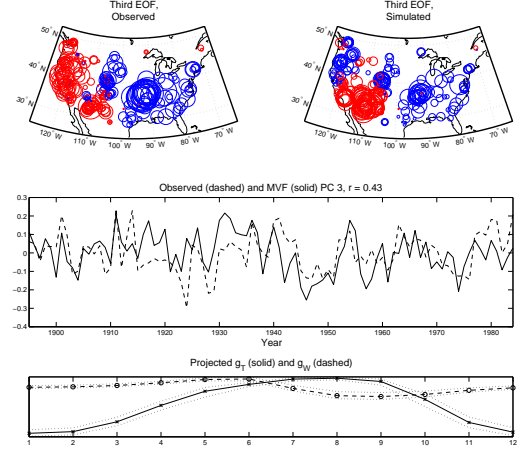 Third EOF,
Observed
50° N
40° N
30° N
120° W
110° W
100° W
90° W
80° W
70° W
Third EOF,
Simulated
50° N
40° N
30° N
120° W
110° W
100° W
90° W
80° W
70° W
Observed (dashed) and MVF (solid) PC 3, r = 0.43
0.3
0.2
0.1
0
−0.1
−0.2
−0.3
−0.4
1900 1910 1920 1930 1940 1950 1960 1970 1980
Year
Projected g_T (solid) and g_W (dashed)
1 2 3 4 5 6 7 8 9 10 11 12